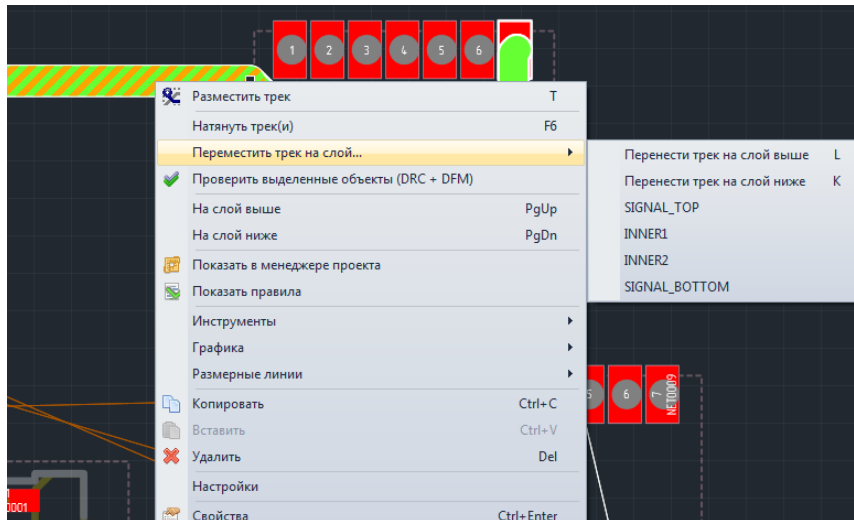 1 2 3 4 5 6
Разместить трек T
Натянуть трек(и) F6
Переместить трек на слой...
Перенести трек на слой выше L
Проверить выделенные объекты (DRC + DFM)
Перенести трек на слой ниже K
На слой выше PgUp
SIGNAL_TOP
На слой ниже PgDn
INNER1
Показать в менеджере проекта
INNER2
Показать правила
SIGNAL_BOTTOM
Инструменты
Графика
Размерные линии
5 6 7 NET0009
Копировать Ctrl+C
Вставить Ctrl+V
Удалить Del
Настройки
0001
Свойства Ctrl+Enter